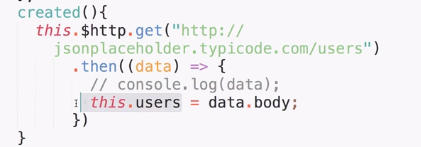 created(){
this.$http.get("http://
jsonplaceholder.typicode.com/users")
.then((data) => {
// console.log(data);
this.users = data.body;
})
}